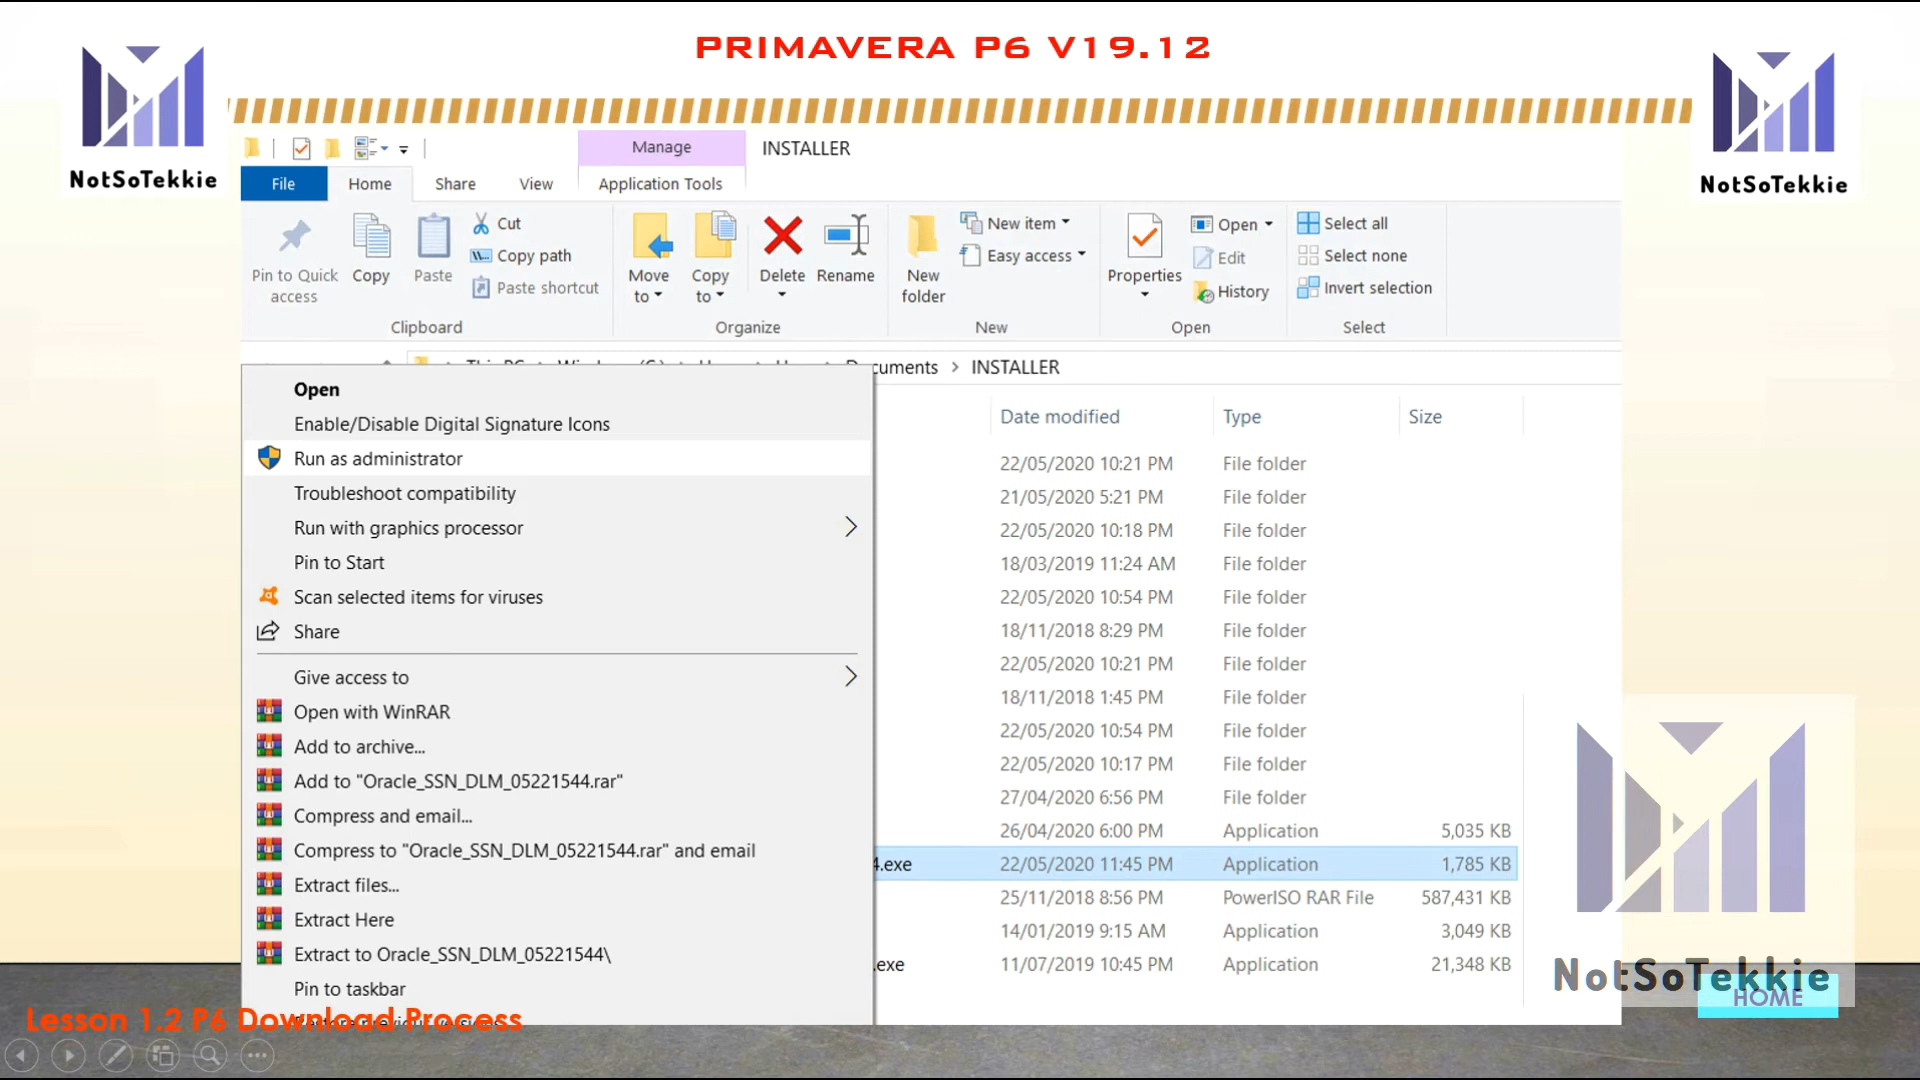 PRIMAVERA P6 V19.12
NotSoTekkie
NotSoTekkie
Manage
INSTALLER
File
Home
Share
View
Application Tools
Pin to Quick access
Copy
Paste
Cut
Copy path
Paste shortcut
Move to
Copy to
Delete
Rename
New folder
New item
Easy access
Properties
Open
Edit
History
Select all
Select none
Invert selection
Clipboard
Organize
New
Open
Select
cuments > INSTALLER
Date modified
Type
Size
Open
Enable/Disable Digital Signature Icons
Run as administrator
Troubleshoot compatibility
Run with graphics processor
Pin to Start
Scan selected items for viruses
Share
Give access to
Open with WinRAR
Add to archive...
Add to "Oracle_SSN_DLM_05221544.rar"
Compress and email...
Compress to "Oracle_SSN_DLM_05221544.rar" and email
Extract files...
Extract Here
Extract to Oracle_SSN_DLM_05221544\
Pin to taskbar
22/05/2020 10:21 PM File folder
21/05/2020 5:21 PM File folder
22/05/2020 10:18 PM File folder
18/03/2019 11:24 AM File folder
22/05/2020 10:54 PM File folder
18/11/2018 8:29 PM File folder
22/05/2020 10:21 PM File folder
18/11/2018 1:45 PM File folder
22/05/2020 10:54 PM File folder
22/05/2020 10:17 PM File folder
27/04/2020 6:56 PM File folder
26/04/2020 6:00 PM Application 5,035 KB
4.exe 22/05/2020 11:45 PM Application 1,785 KB
25/11/2018 8:56 PM PowerISO RAR File 587,431 KB
14/01/2019 9:15 AM Application 3,049 KB
.exe 11/07/2019 10:45 PM Application 21,348 KB
NotSoTekkie
HOME
Lesson 1.2 P6 Download Process